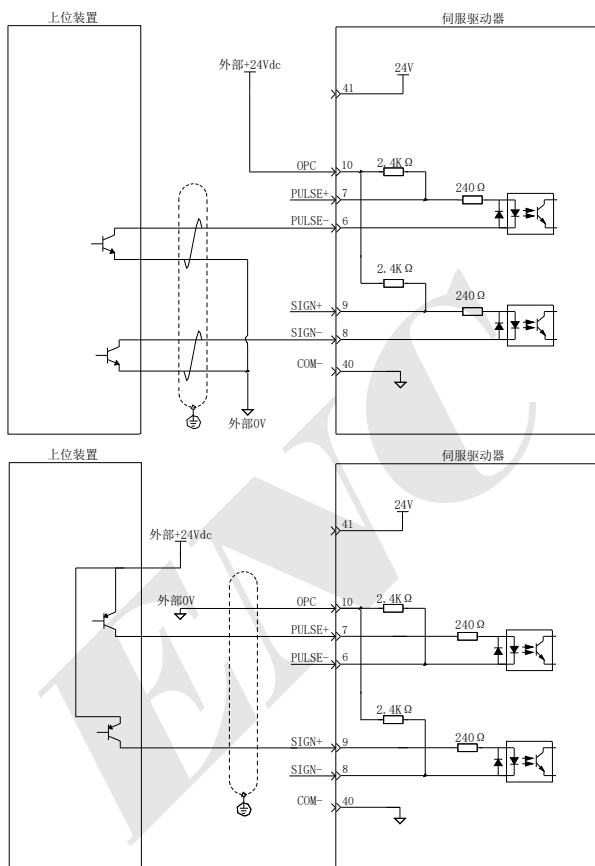 上位装置
伺服驱动器
外部+24Vdc
24V
41
OPC
10
2.4KΩ
PULSE+
7
240Ω
PULSE-
6
2.4KΩ
SIGN+
9
240Ω
SIGN-
8
COM-
40
外部0V
上位装置
伺服驱动器
24V
41
外部+24Vdc
外部0V
OPC
10
2.4KΩ
PULSE+
7
240Ω
PULSE-
6
2.4KΩ
SIGN+
9
240Ω
SIGN-
8
COM-
40
ENC